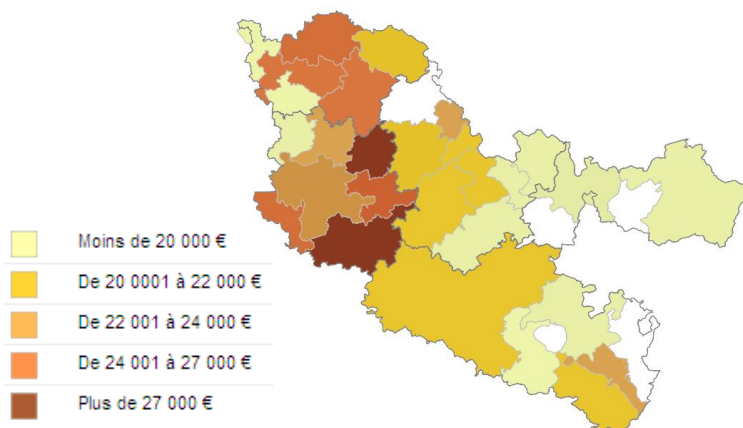 Moins de 20 000 €
De 20 0001 à 22 000 €
De 22 001 à 24 000 €
De 24 001 à 27 000 €
Plus de 27 000 €